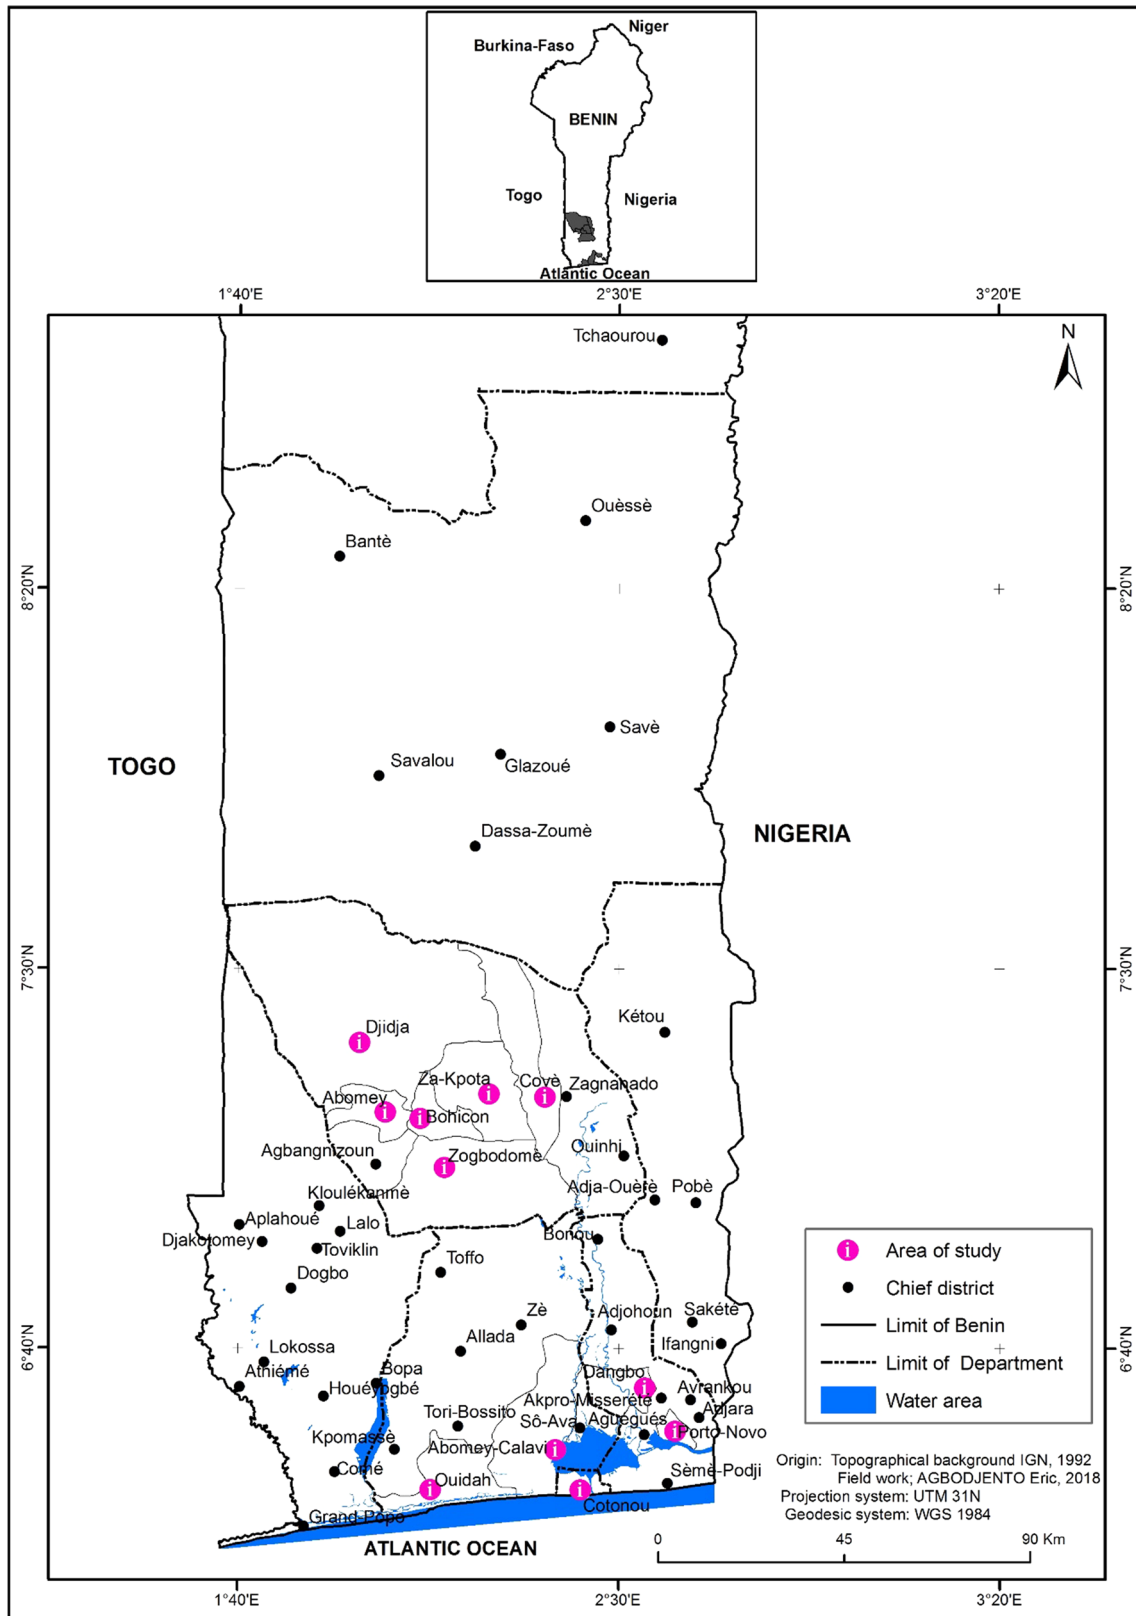 Niger
Burkina-Faso
BENIN
Togo
Nigeria
Atlantic Ocean
1°40'E
2°30'E
3°20'E
Tchaourou
N
Ouèssè
Bantè
8°20'N
8°20'N
Savè
Savalou
Glazoué
TOGO
Dassa-Zoumè
NIGERIA
7°30'N
7°30'N
Kétou
Djidja
Za-Kpota
Covè
Zagnanado
Abomey
Bohicon
Agbangnizoun
Zogbodomè
Ouinhi
Adja-Ouèrè
Pobè
Kloulékanmè
Aplahoué
Lalo
Djakotomey
Toviklin
Bonou
Toffo
Dogbo
Zè
Adjohoun
Sakété
Allada
Ifangni
6°40'N
6°40'N
Lokossa
Athiémé
Bopa
Houéyogbé
Dangbo
Akpro-Misserété
Avrankou
Adjara
Tori-Bossito
Sô-Ava
Aguégués
Porto-Novo
Kpomassè
Abomey-Calavi
Comé
Ouidah
Sèmè-Podji
Cotonou
Grand-Popo
ATLANTIC OCEAN
i Area of study
Chief district
Limit of Benin
Limit of Department
Water area
Origin: Topographical background IGN, 1992
Field work; AGBODJENTO Eric, 2018
Projection system: UTM 31N
Geodesic system: WGS 1984
0 45 90 Km
1°40'E
2°30'E
3°20'E